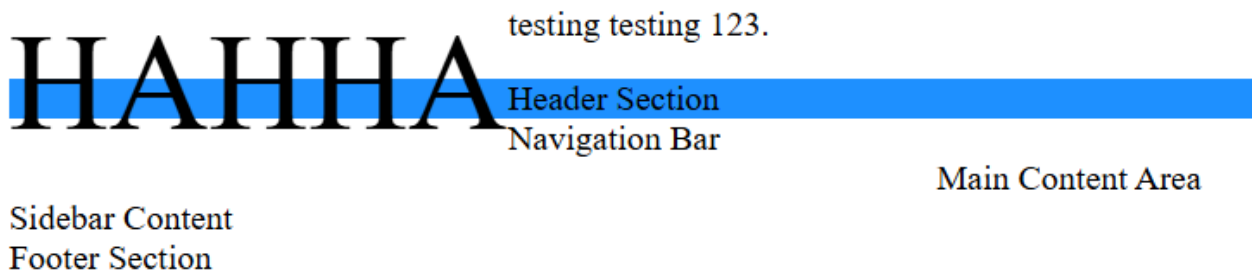 HAHHA
testing testing 123.
Header Section
Navigation Bar
Main Content Area
Sidebar Content
Footer Section